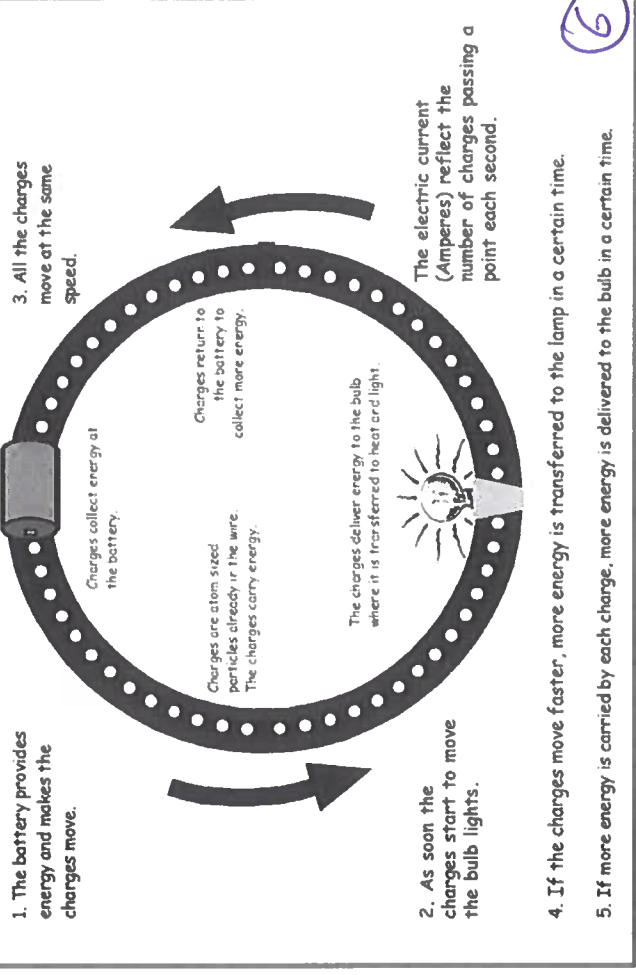 1. The battery provides
energy and makes the
charges move.
3. All the charges
move at the same
speed.
Charges collect energy at
the battery.
Charges are atom sized
particles already in the wire.
The charges carry energy.
Charges return to
the battery to
collect more energy.
The charges deliver energy to the bulb
where it is transferred to heat and light.
2. As soon the
charges start to move
the bulb lights.
The electric current
(Amperes) reflect the
number of charges passing a
point each second.
4. If the charges move faster, more energy is transferred to the lamp in a certain time.
5. If more energy is carried by each charge, more energy is delivered to the bulb in a certain time.
6